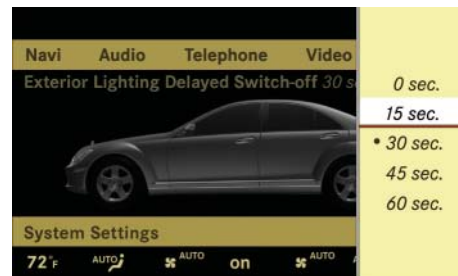 Navi Audio Telephone Video
Exterior Lighting Delayed Switch-off 30 s
0 sec.
15 sec.
• 30 sec.
45 sec.
60 sec.
System Settings
72°F AUTO AUTO on AUTO